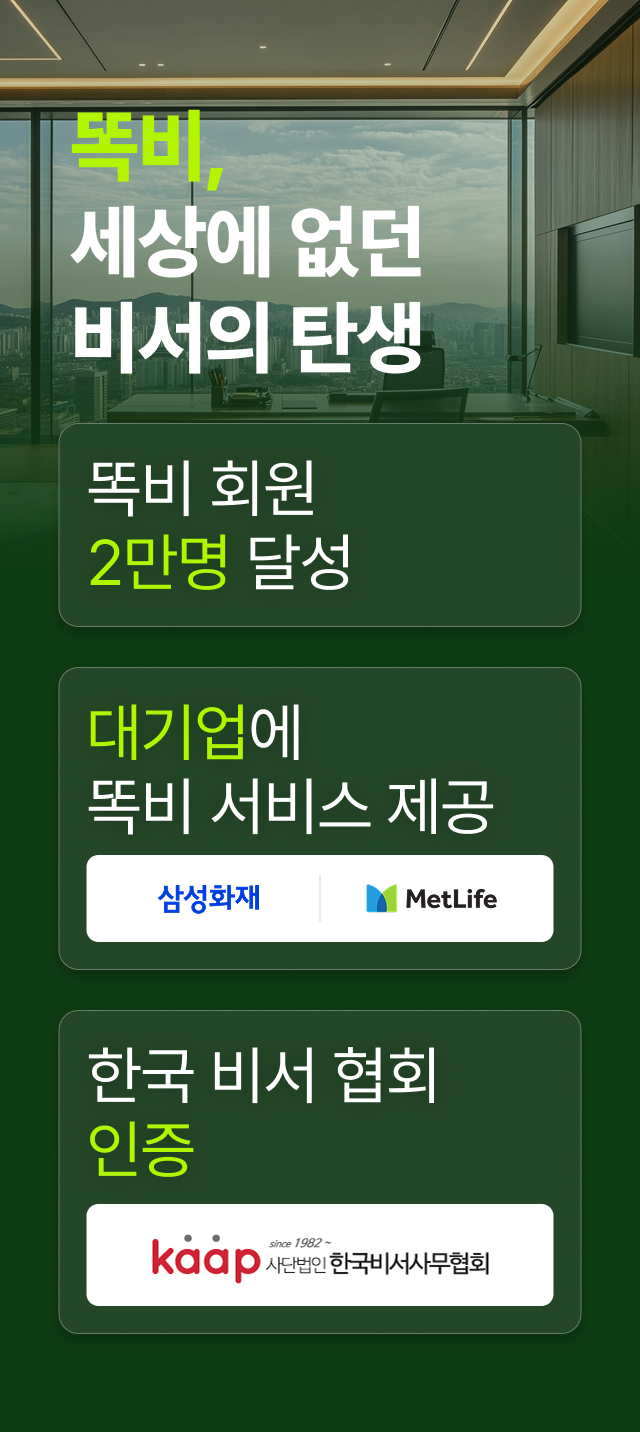 똑비,
세상에 없던
비서의 탄생
똑비 회원
2만명 달성
대기업에
똑비 서비스 제공
삼성화재
MetLife
한국 비서 협회
인증
kaap
since 1982 ~
사단법인 한국비서사무협회